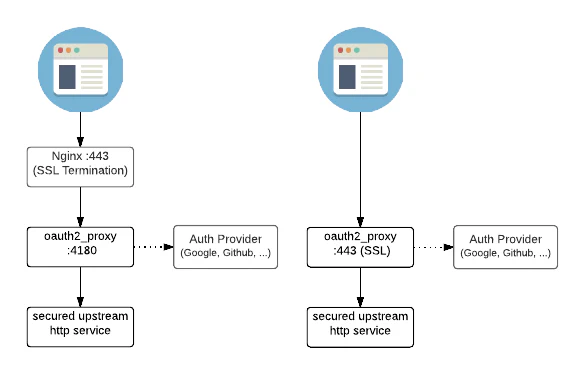 Nginx :443
(SSL Termination)
oauth2_proxy
:4180
Auth Provider
(Google, Github, ...)
secured upstream
http service
oauth2_proxy
:443 (SSL)
Auth Provider
(Google, Github, ...)
secured upstream
http service